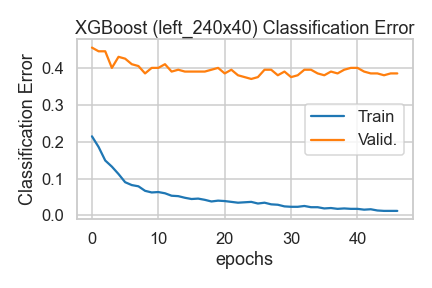 XGBoost (left_240x40) Classification Error
Classification Error
0.4
0.3
0.2
0.1
0.0
Train
Valid.
0 10 20 30 40
epochs